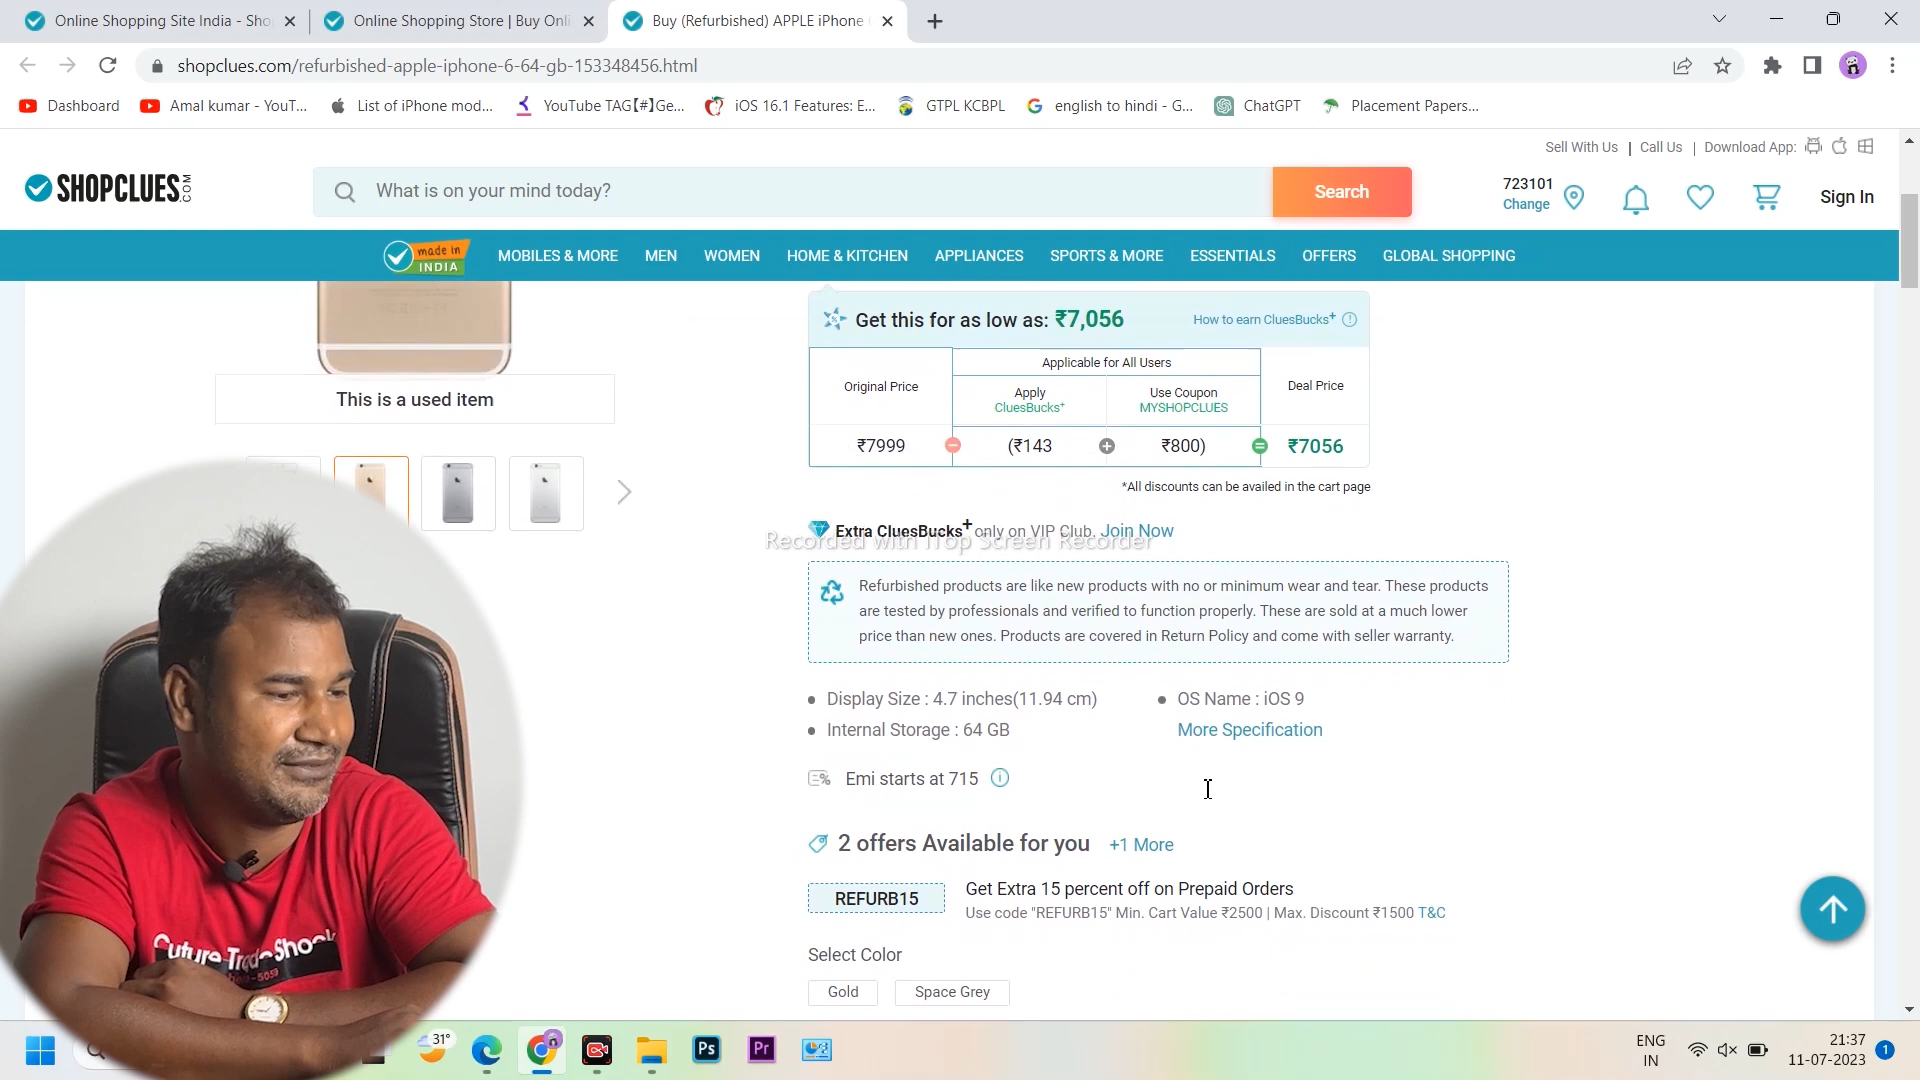 Online Shopping Site India - Sho
Online Shopping Store | Buy Onli
Buy (Refurbished) APPLE iPhone
shopclues.com/refurbished-apple-iphone-6-64-gb-153348456.html
Dashboard
Amal kumar - YouT...
List of iPhone mod...
YouTube TAG【#】Ge...
iOS 16.1 Features: E...
GTPL KCBPL
english to hindi - G...
ChatGPT
Placement Papers...
Sell With Us | Call Us | Download App:
SHOPCLUES.COM
What is on your mind today?
Search
723101
Change
Sign In
made in
INDIA
MOBILES & MORE
MEN
WOMEN
HOME & KITCHEN
APPLIANCES
SPORTS & MORE
ESSENTIALS
OFFERS
GLOBAL SHOPPING
Get this for as low as: ₹7,056
How to earn CluesBucks+
Original Price
Applicable for All Users
Apply
CluesBucks+
Use Coupon
MYSHOPCLUES
Deal Price
₹7999
(₹143
₹800)
₹7056
*All discounts can be availed in the cart page
This is a used item
Extra CluesBucks+ only on VIP Club. Join Now
Recorded with iTop Screen Recorder
Refurbished products are like new products with no or minimum wear and tear. These products
are tested by professionals and verified to function properly. These are sold at a much lower
price than new ones. Products are covered in Return Policy and come with seller warranty.
Display Size : 4.7 inches(11.94 cm)
OS Name : iOS 9
Internal Storage : 64 GB
More Specification
Emi starts at 715
2 offers Available for you +1 More
REFURB15
Get Extra 15 percent off on Prepaid Orders
Use code "REFURB15" Min. Cart Value ₹2500 | Max. Discount ₹1500 T&C
Select Color
Gold
Space Grey
31°
Ps
Pr
ENG
IN
21:37
11-07-2023
1